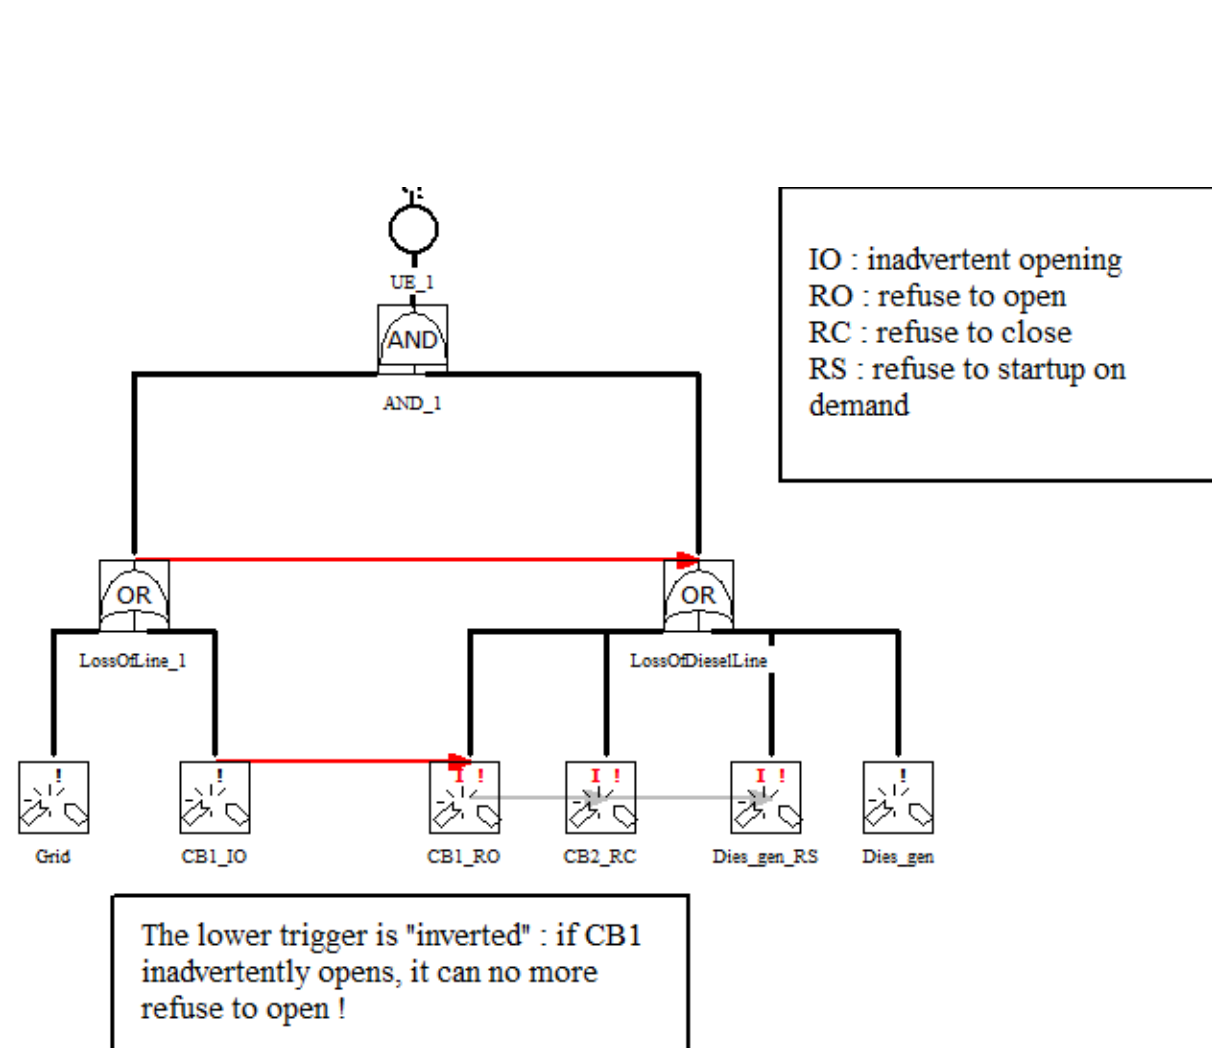 UE_1
AND
AND_1
IO : inadvertent opening
RO : refuse to open
RC : refuse to close
RS : refuse to startup on
demand
OR
OR
LossOfLine_1
LossOfDieselLine
!
!
I !
I !
I !
!
Grid
CB1_IO
CB1_RO
CB2_RC
Dies_gen_RS
Dies_gen
The lower trigger is "inverted" : if CB1
inadvertently opens, it can no more
refuse to open !